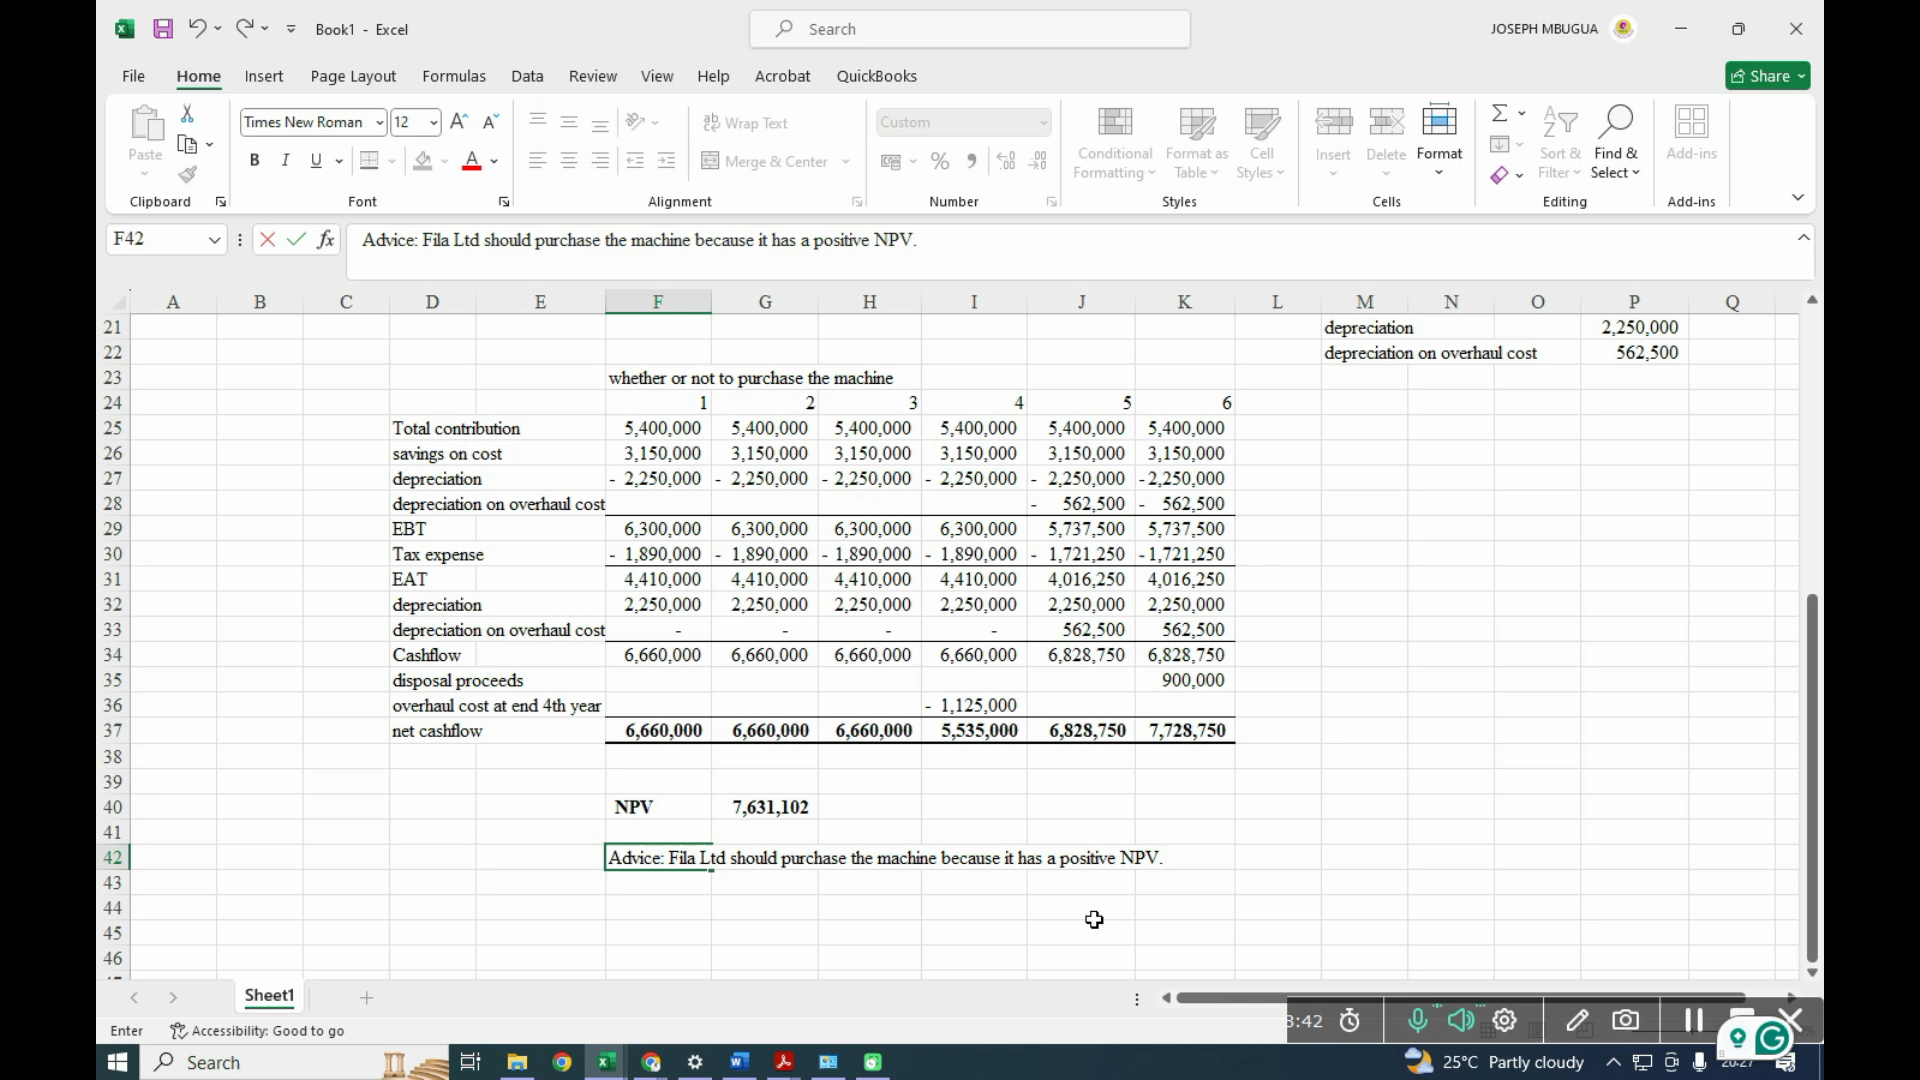 Book1 - Excel
Search
JOSEPH MBUGUA
File Home Insert Page Layout Formulas Data Review View Help Acrobat QuickBooks
Share
Paste
Times New Roman 12
B I U
Wrap Text
Merge & Center
Custom
Conditional Formatting
Format as Table
Cell Styles
Insert Delete Format
Sort & Filter
Find & Select
Add-ins
Clipboard Font Alignment Number Styles Cells Editing Add-ins
F42 fx Advice: Fila Ltd should purchase the machine because it has a positive NPV.
A B C D E F G H I J K L M N O P Q
21 depreciation 2,250,000
22 depreciation on overhaul cost 562,500
23 whether or not to purchase the machine
24 1 2 3 4 5 6
25 Total contribution 5,400,000 5,400,000 5,400,000 5,400,000 5,400,000 5,400,000
26 savings on cost 3,150,000 3,150,000 3,150,000 3,150,000 3,150,000 3,150,000
27 depreciation - 2,250,000 - 2,250,000 - 2,250,000 - 2,250,000 - 2,250,000 -2,250,000
28 depreciation on overhaul cost - 562,500 - 562,500
29 EBT 6,300,000 6,300,000 6,300,000 6,300,000 5,737,500 5,737,500
30 Tax expense - 1,890,000 - 1,890,000 - 1,890,000 - 1,890,000 - 1,721,250 -1,721,250
31 EAT 4,410,000 4,410,000 4,410,000 4,410,000 4,016,250 4,016,250
32 depreciation 2,250,000 2,250,000 2,250,000 2,250,000 2,250,000 2,250,000
33 depreciation on overhaul cost - - - - 562,500 562,500
34 Cashflow 6,660,000 6,660,000 6,660,000 6,660,000 6,828,750 6,828,750
35 disposal proceeds 900,000
36 overhaul cost at end 4th year - 1,125,000
37 net cashflow 6,660,000 6,660,000 6,660,000 5,535,000 6,828,750 7,728,750
38
39
40 NPV 7,631,102
41
42 Advice: Fila Ltd should purchase the machine because it has a positive NPV.
43
44
45
46
Sheet1
3:42
Enter Accessibility: Good to go
Search
25°C Partly cloudy
20:27